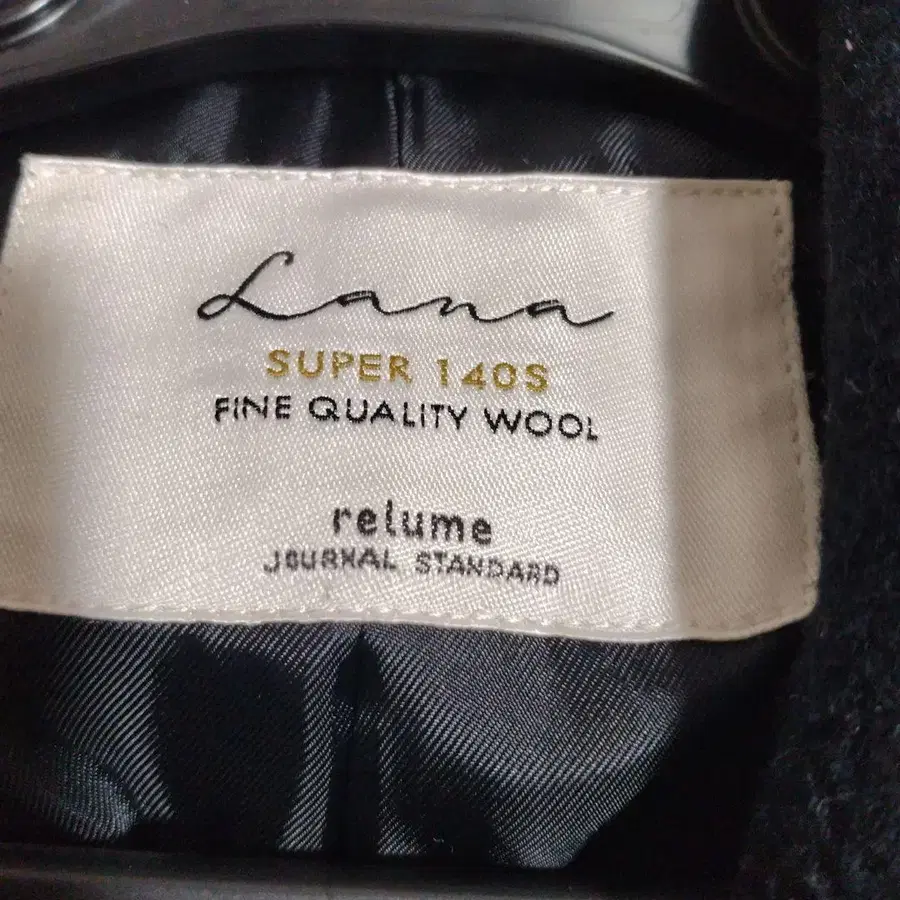 Lana
SUPER 140S
FINE QUALITY WOOL
relume
JOURNAL STANDARD